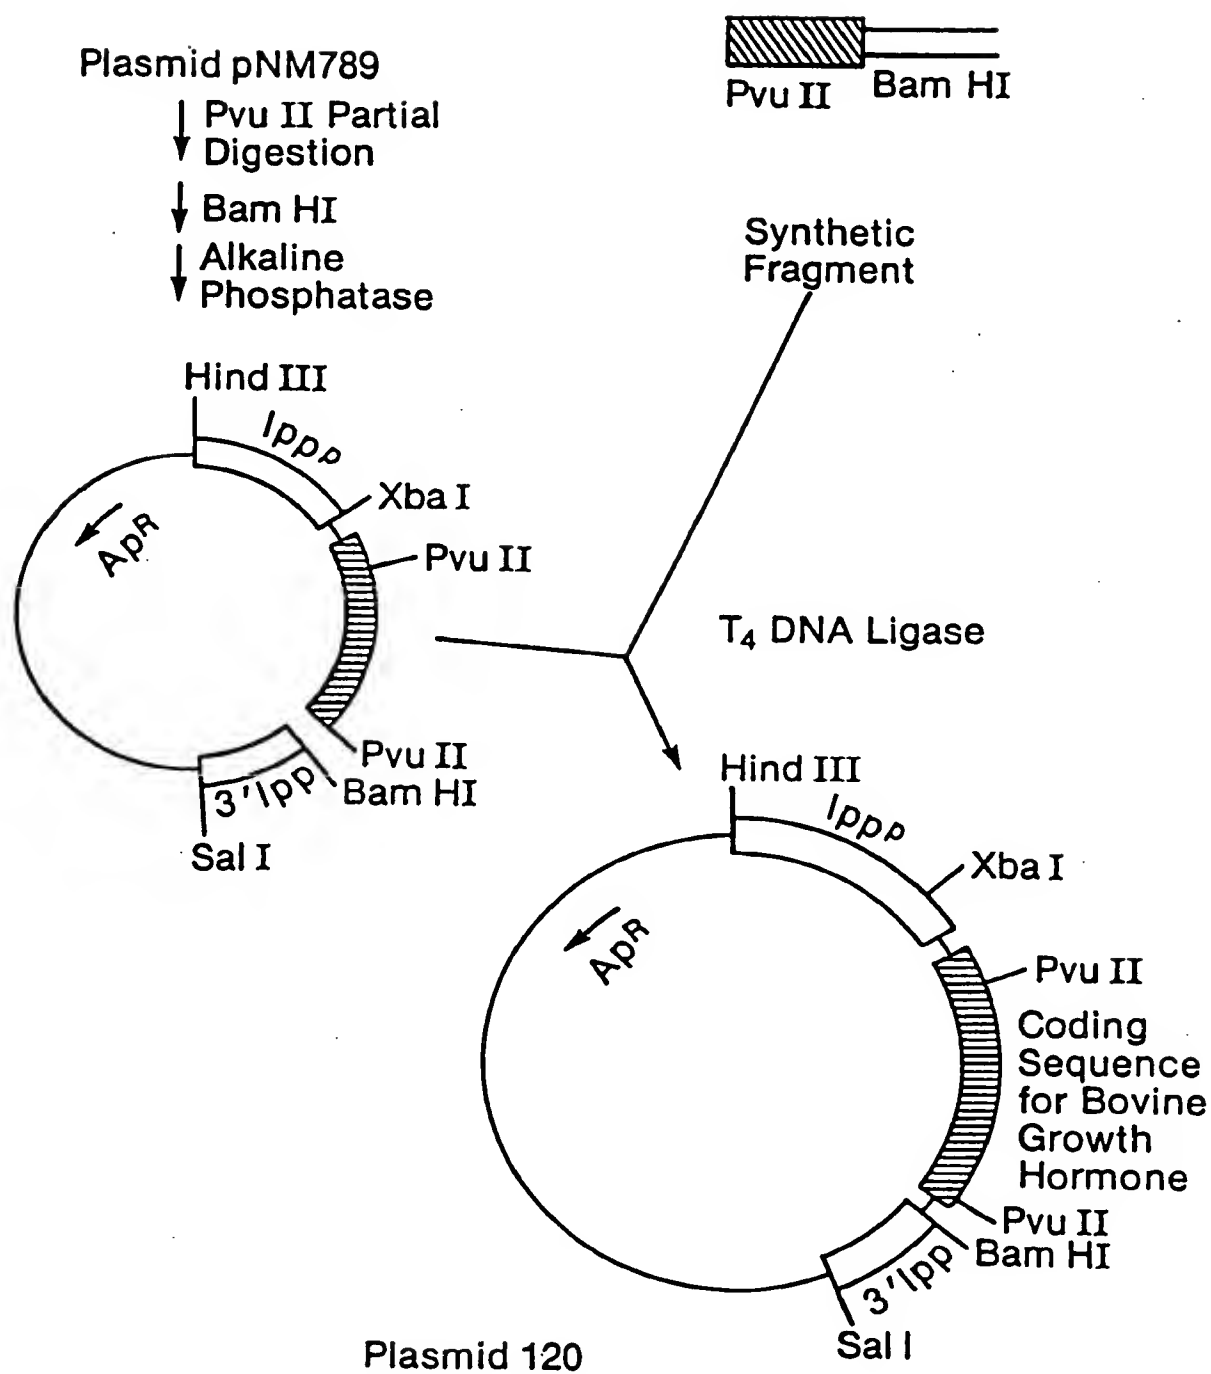 Plasmid pNM789
Pvu II Partial
Digestion
Bam HI
Alkaline
Phosphatase
Pvu II
Bam HI
Synthetic
Fragment
Hind III
lppp
Xba I
Pvu II
ApR
Pvu II
Bam HI
3'lpp
Sal I
T4 DNA Ligase
Hind III
lppp
Xba I
ApR
Pvu II
Coding
Sequence
for Bovine
Growth
Hormone
Pvu II
Bam HI
3'lpp
Sal I
Plasmid 120